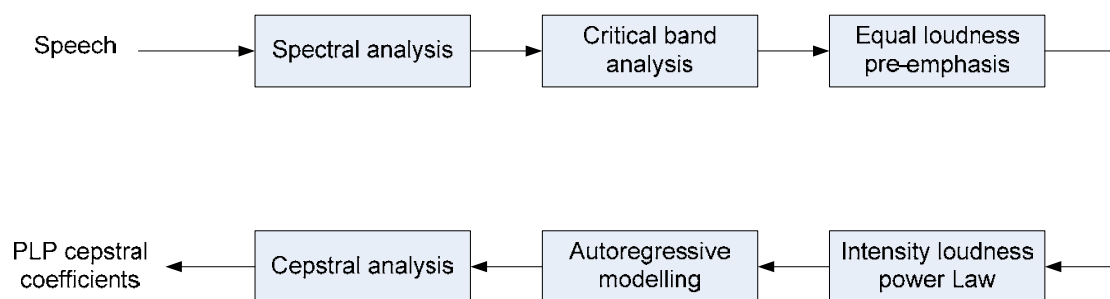 Speech
Spectral analysis
Critical band
analysis
Equal loudness
pre-emphasis
Intensity loudness
power Law
Autoregressive
modelling
Cepstral analysis
PLP cepstral
coefficients